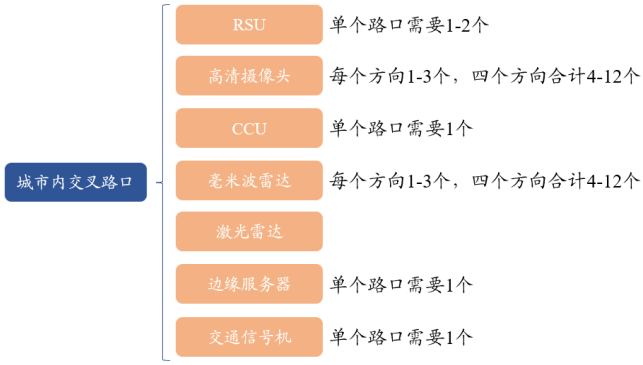 RSU 单个路口需要1-2个
高清摄像头 每个方向1-3个，四个方向合计4-12个
CCU 单个路口需要1个
城市内交叉路口
毫米波雷达 每个方向1-3个，四个方向合计4-12个
激光雷达
边缘服务器 单个路口需要1个
交通信号机 单个路口需要1个